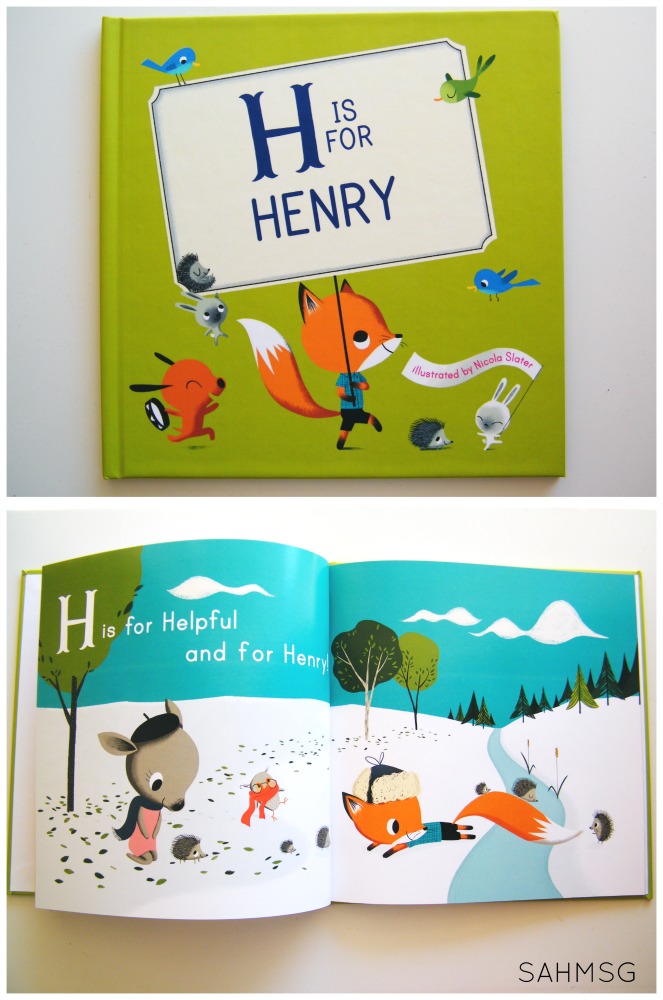 H IS
FOR
HENRY
illustrated by Nicola Slater
H is for Helpful
and for Henry!
SAHMSG